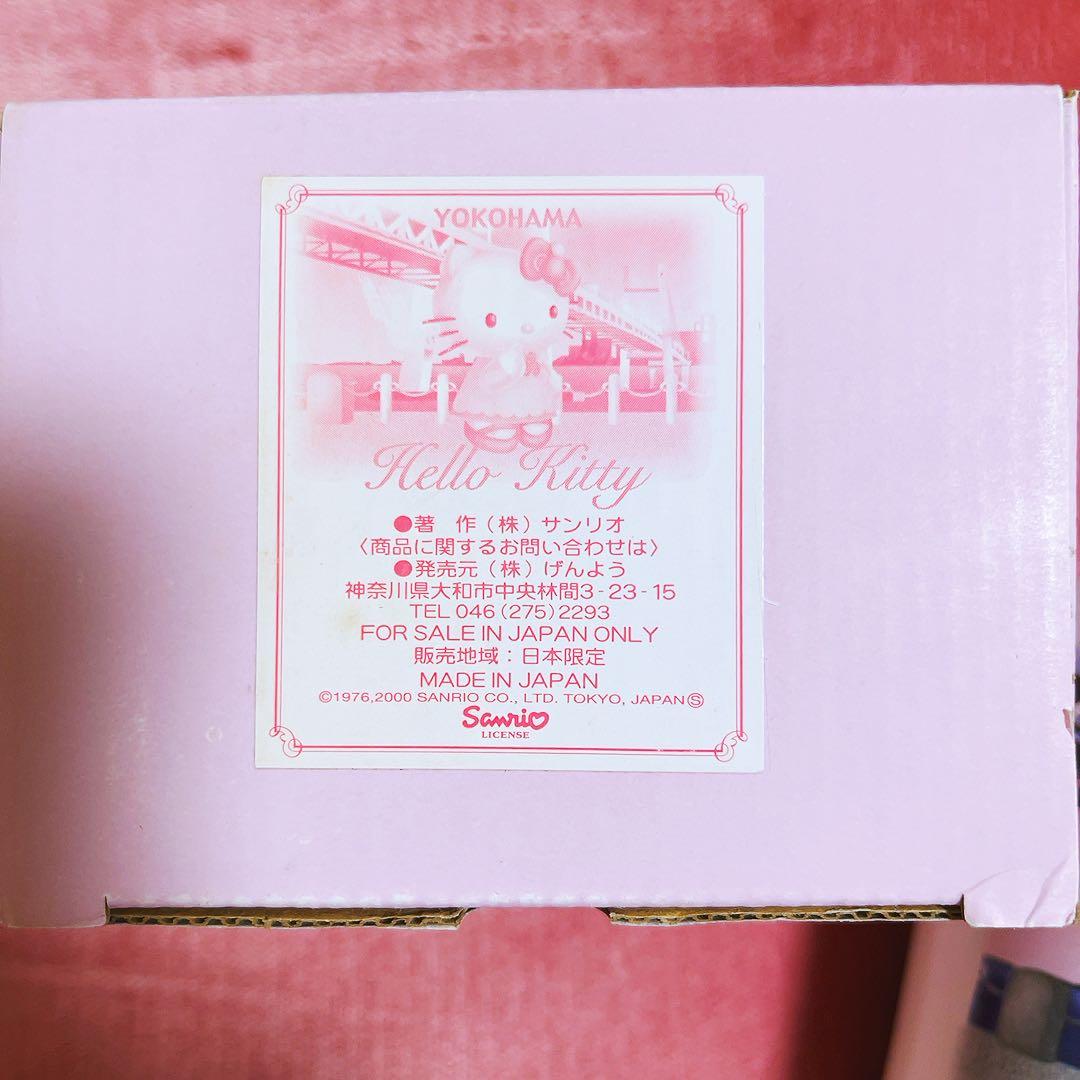 YOKOHAMA
Hello Kitty
●著　作（株）サンリオ
〈商品に関するお問い合わせは〉
●発売元（株）げんよう
神奈川県大和市中央林間3-23-15
TEL 046(275)2293
FOR SALE IN JAPAN ONLY
販売地域：日本限定
MADE IN JAPAN
©1976,2000 SANRIO CO., LTD. TOKYO, JAPAN Ⓢ
Sanrio
LICENSE